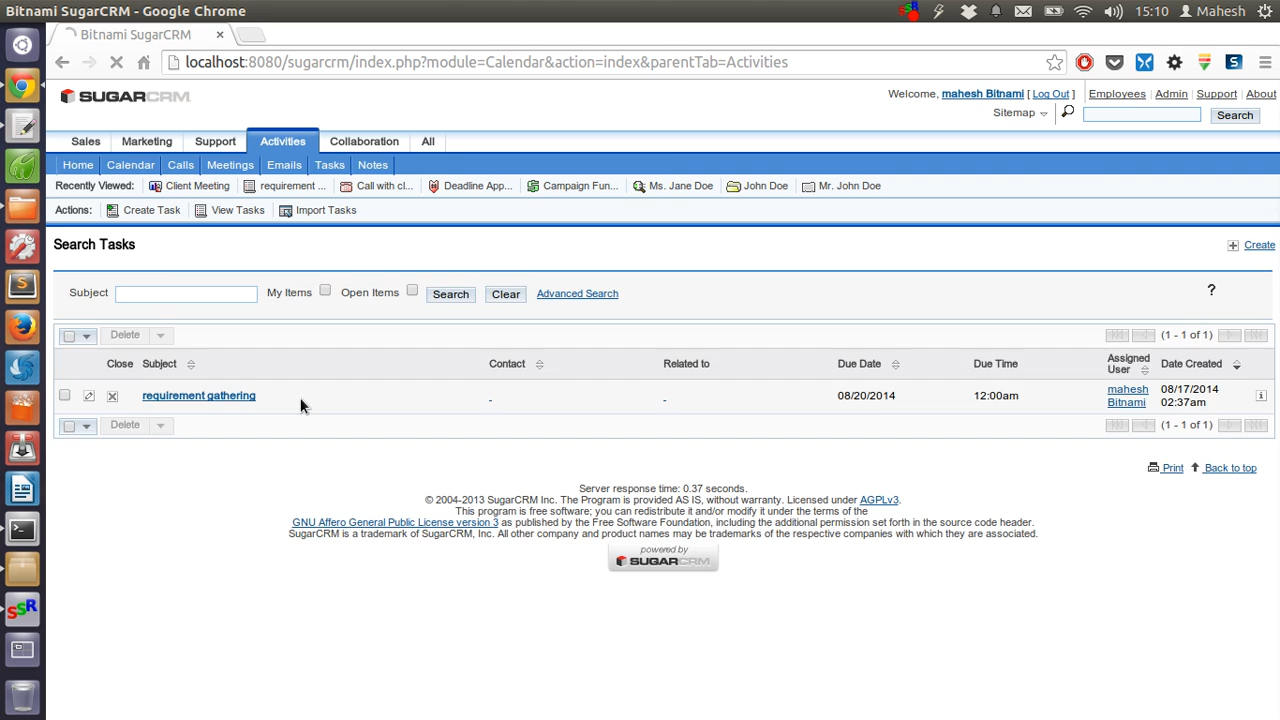 Bitnami SugarCRM - Google Chrome 15:10 Mahesh
Bitnami SugarCRM ×
localhost:8080/sugarcrm/index.php?module=Calendar&action=index&parentTab=Activities
SUGARCRM Welcome, mahesh Bitnami [ Log Out ] Employees | Admin | Support | About
Sitemap Search
Sales Marketing Support Activities Collaboration All
Home Calendar Calls Meetings Emails Tasks Notes
Recently Viewed: Client Meeting requirement ... Call with cl... Deadline App... Campaign Fun... Ms. Jane Doe John Doe Mr. John Doe
Actions: Create Task View Tasks Import Tasks
Search Tasks Create
Subject My Items Open Items Search Clear Advanced Search ?
Delete (1 - 1 of 1)
Close Subject Contact Related to Due Date Due Time Assigned User Date Created
requirement gathering 08/20/2014 12:00am mahesh Bitnami 08/17/2014 02:37am
Delete (1 - 1 of 1)
Print Back to top
Server response time: 0.37 seconds.
© 2004-2013 SugarCRM Inc. The Program is provided AS IS, without warranty. Licensed under AGPLv3.
This program is free software; you can redistribute it and/or modify it under the terms of the
GNU Affero General Public License version 3 as published by the Free Software Foundation, including the additional permission set forth in the source code header.
SugarCRM is a trademark of SugarCRM, Inc. All other company and product names may be trademarks of the respective companies with which they are associated.
powered by
SUGARCRM
SSR